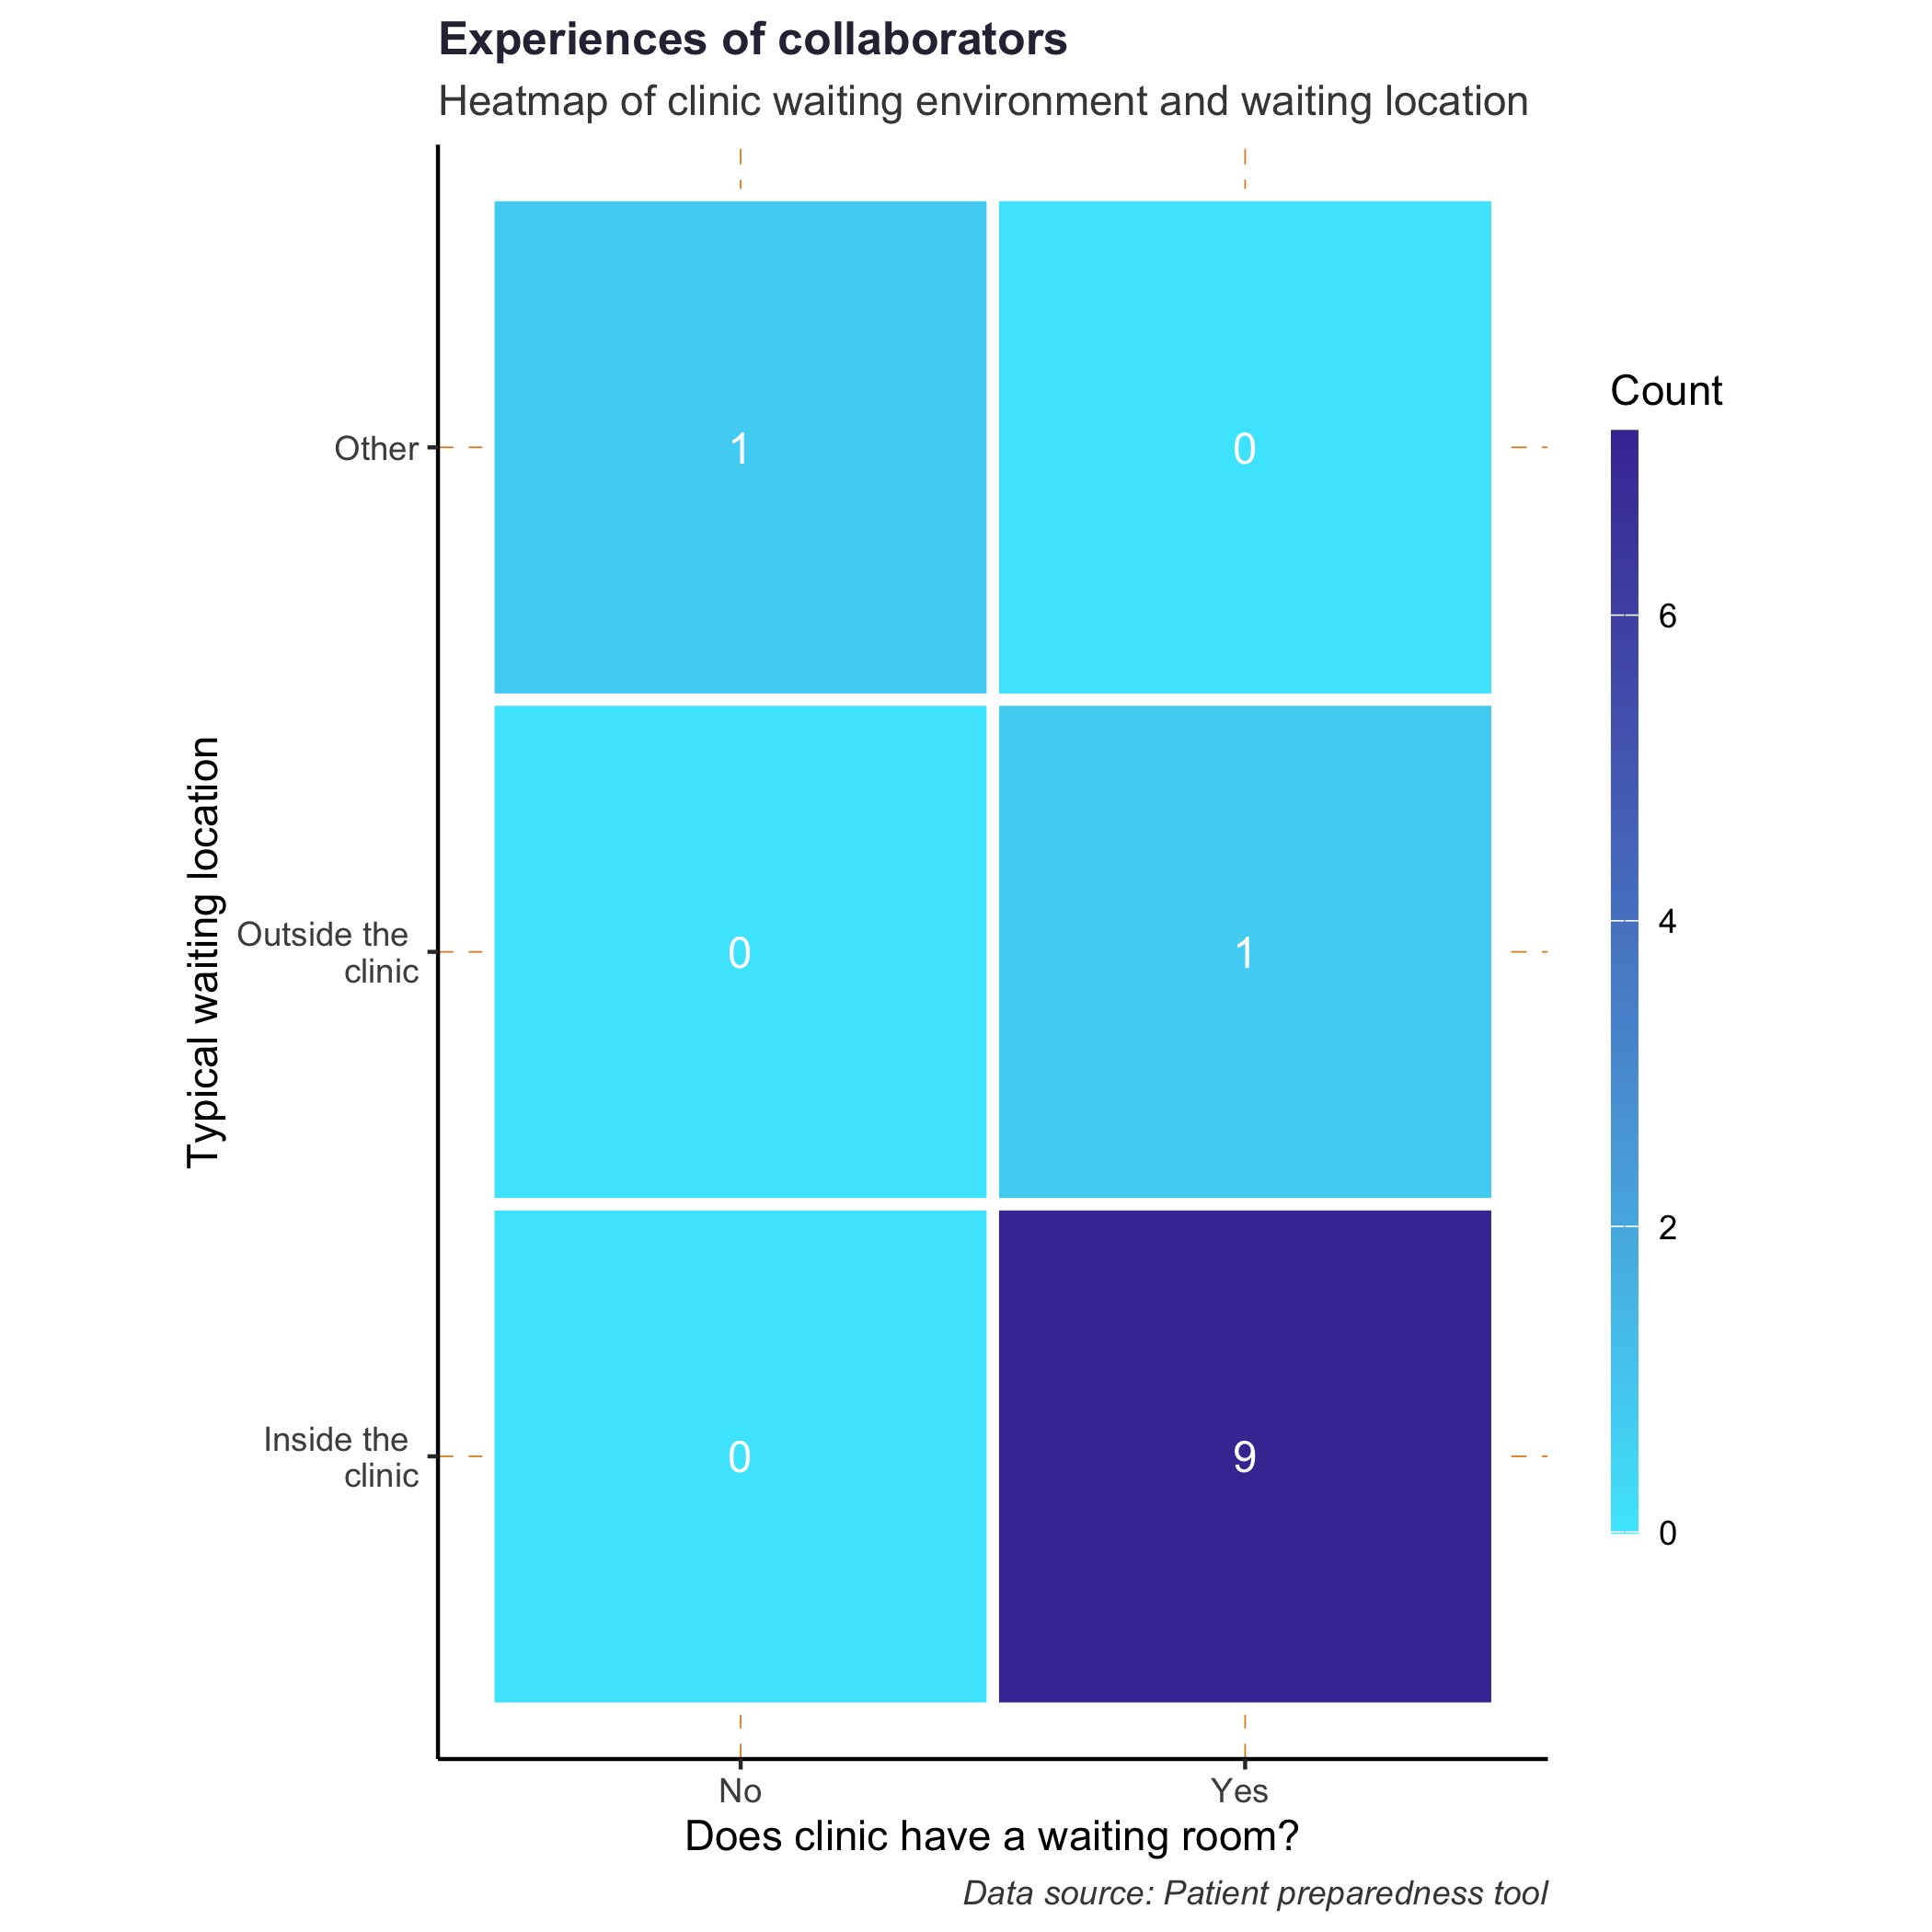 Experiences of collaborators
Heatmap of clinic waiting environment and waiting location
Typical waiting location
Other
1
0
Outside the
clinic
0
1
Inside the
clinic
0
9
No
Yes
Does clinic have a waiting room?
Data source: Patient preparedness tool
Count
6
4
2
0